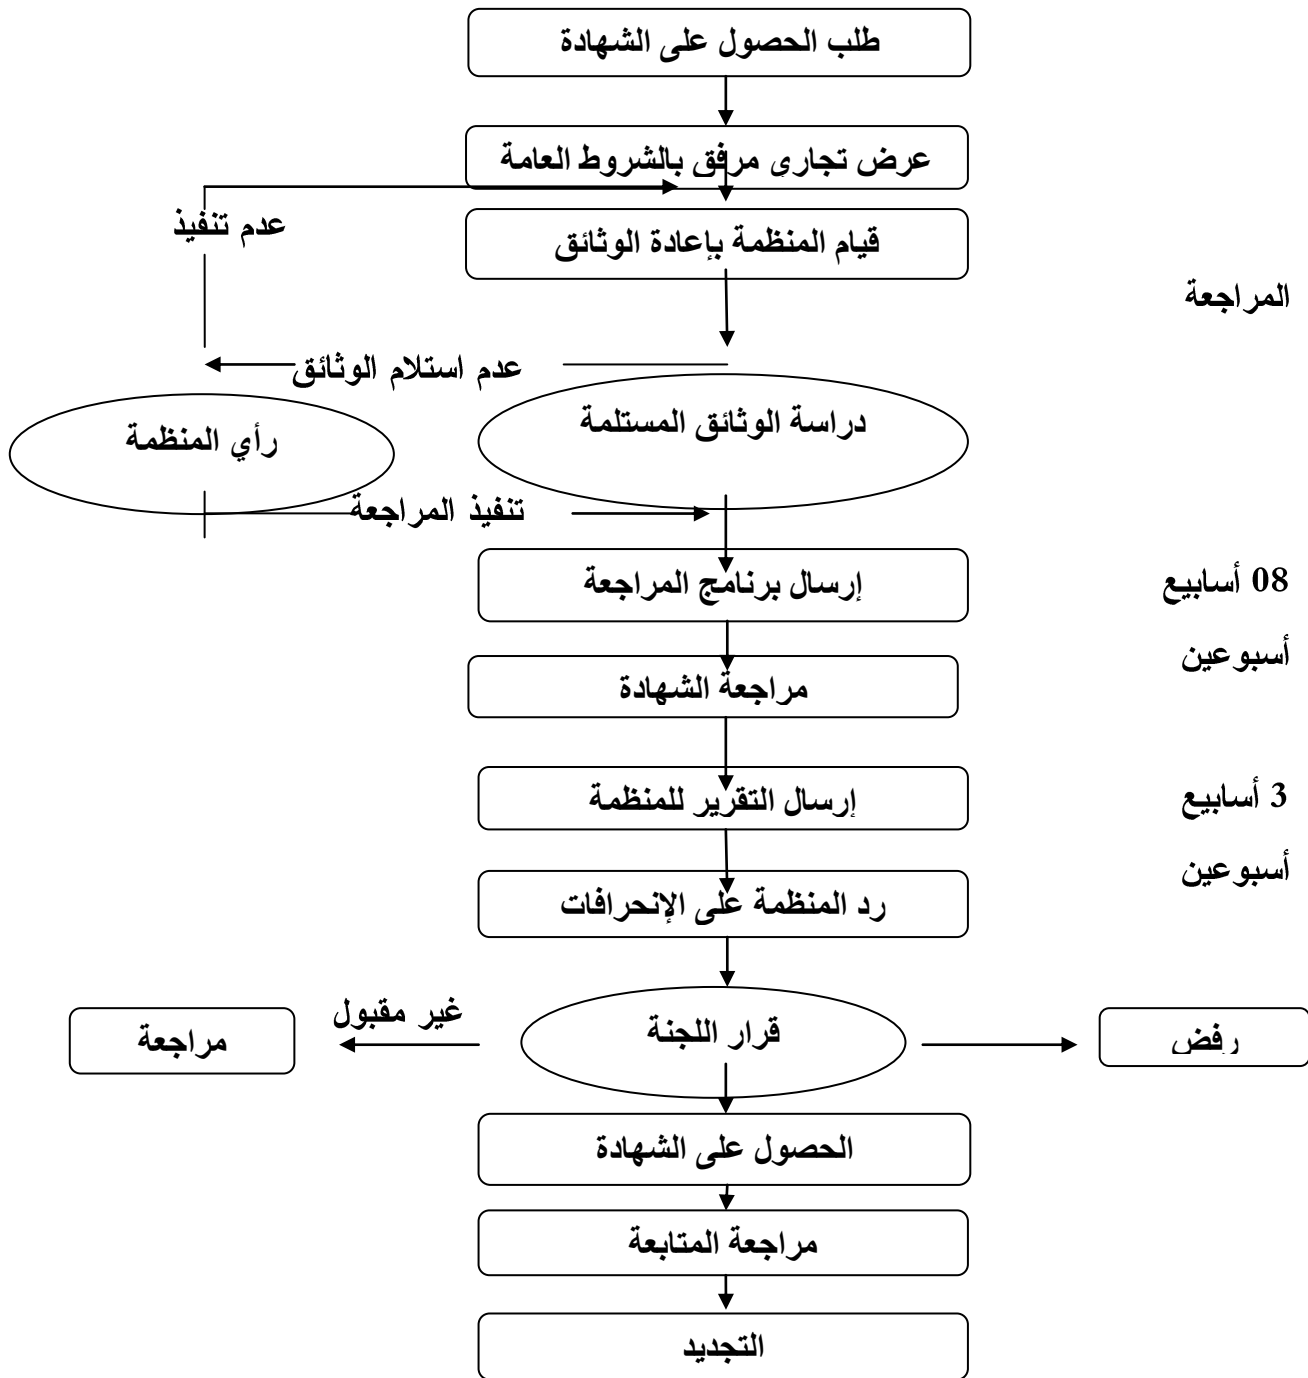 طلب الحصول على الشهادة
عرض تجاري مرفق بالشروط العامة
عدم تنفيذ
قيام المنظمة بإعادة الوثائق
المراجعة
عدم استلام الوثائق
دراسة الوثائق المستلمة
رأي المنظمة
تنفيذ المراجعة
إرسال برنامج المراجعة
08 أسابيع
أسبوعين
مراجعة الشهادة
إرسال التقرير للمنظمة
3 أسابيع
أسبوعين
رد المنظمة على الإنحرافات
قرار اللجنة
غير مقبول
مراجعة
رفض
الحصول على الشهادة
مراجعة المتابعة
التجديد